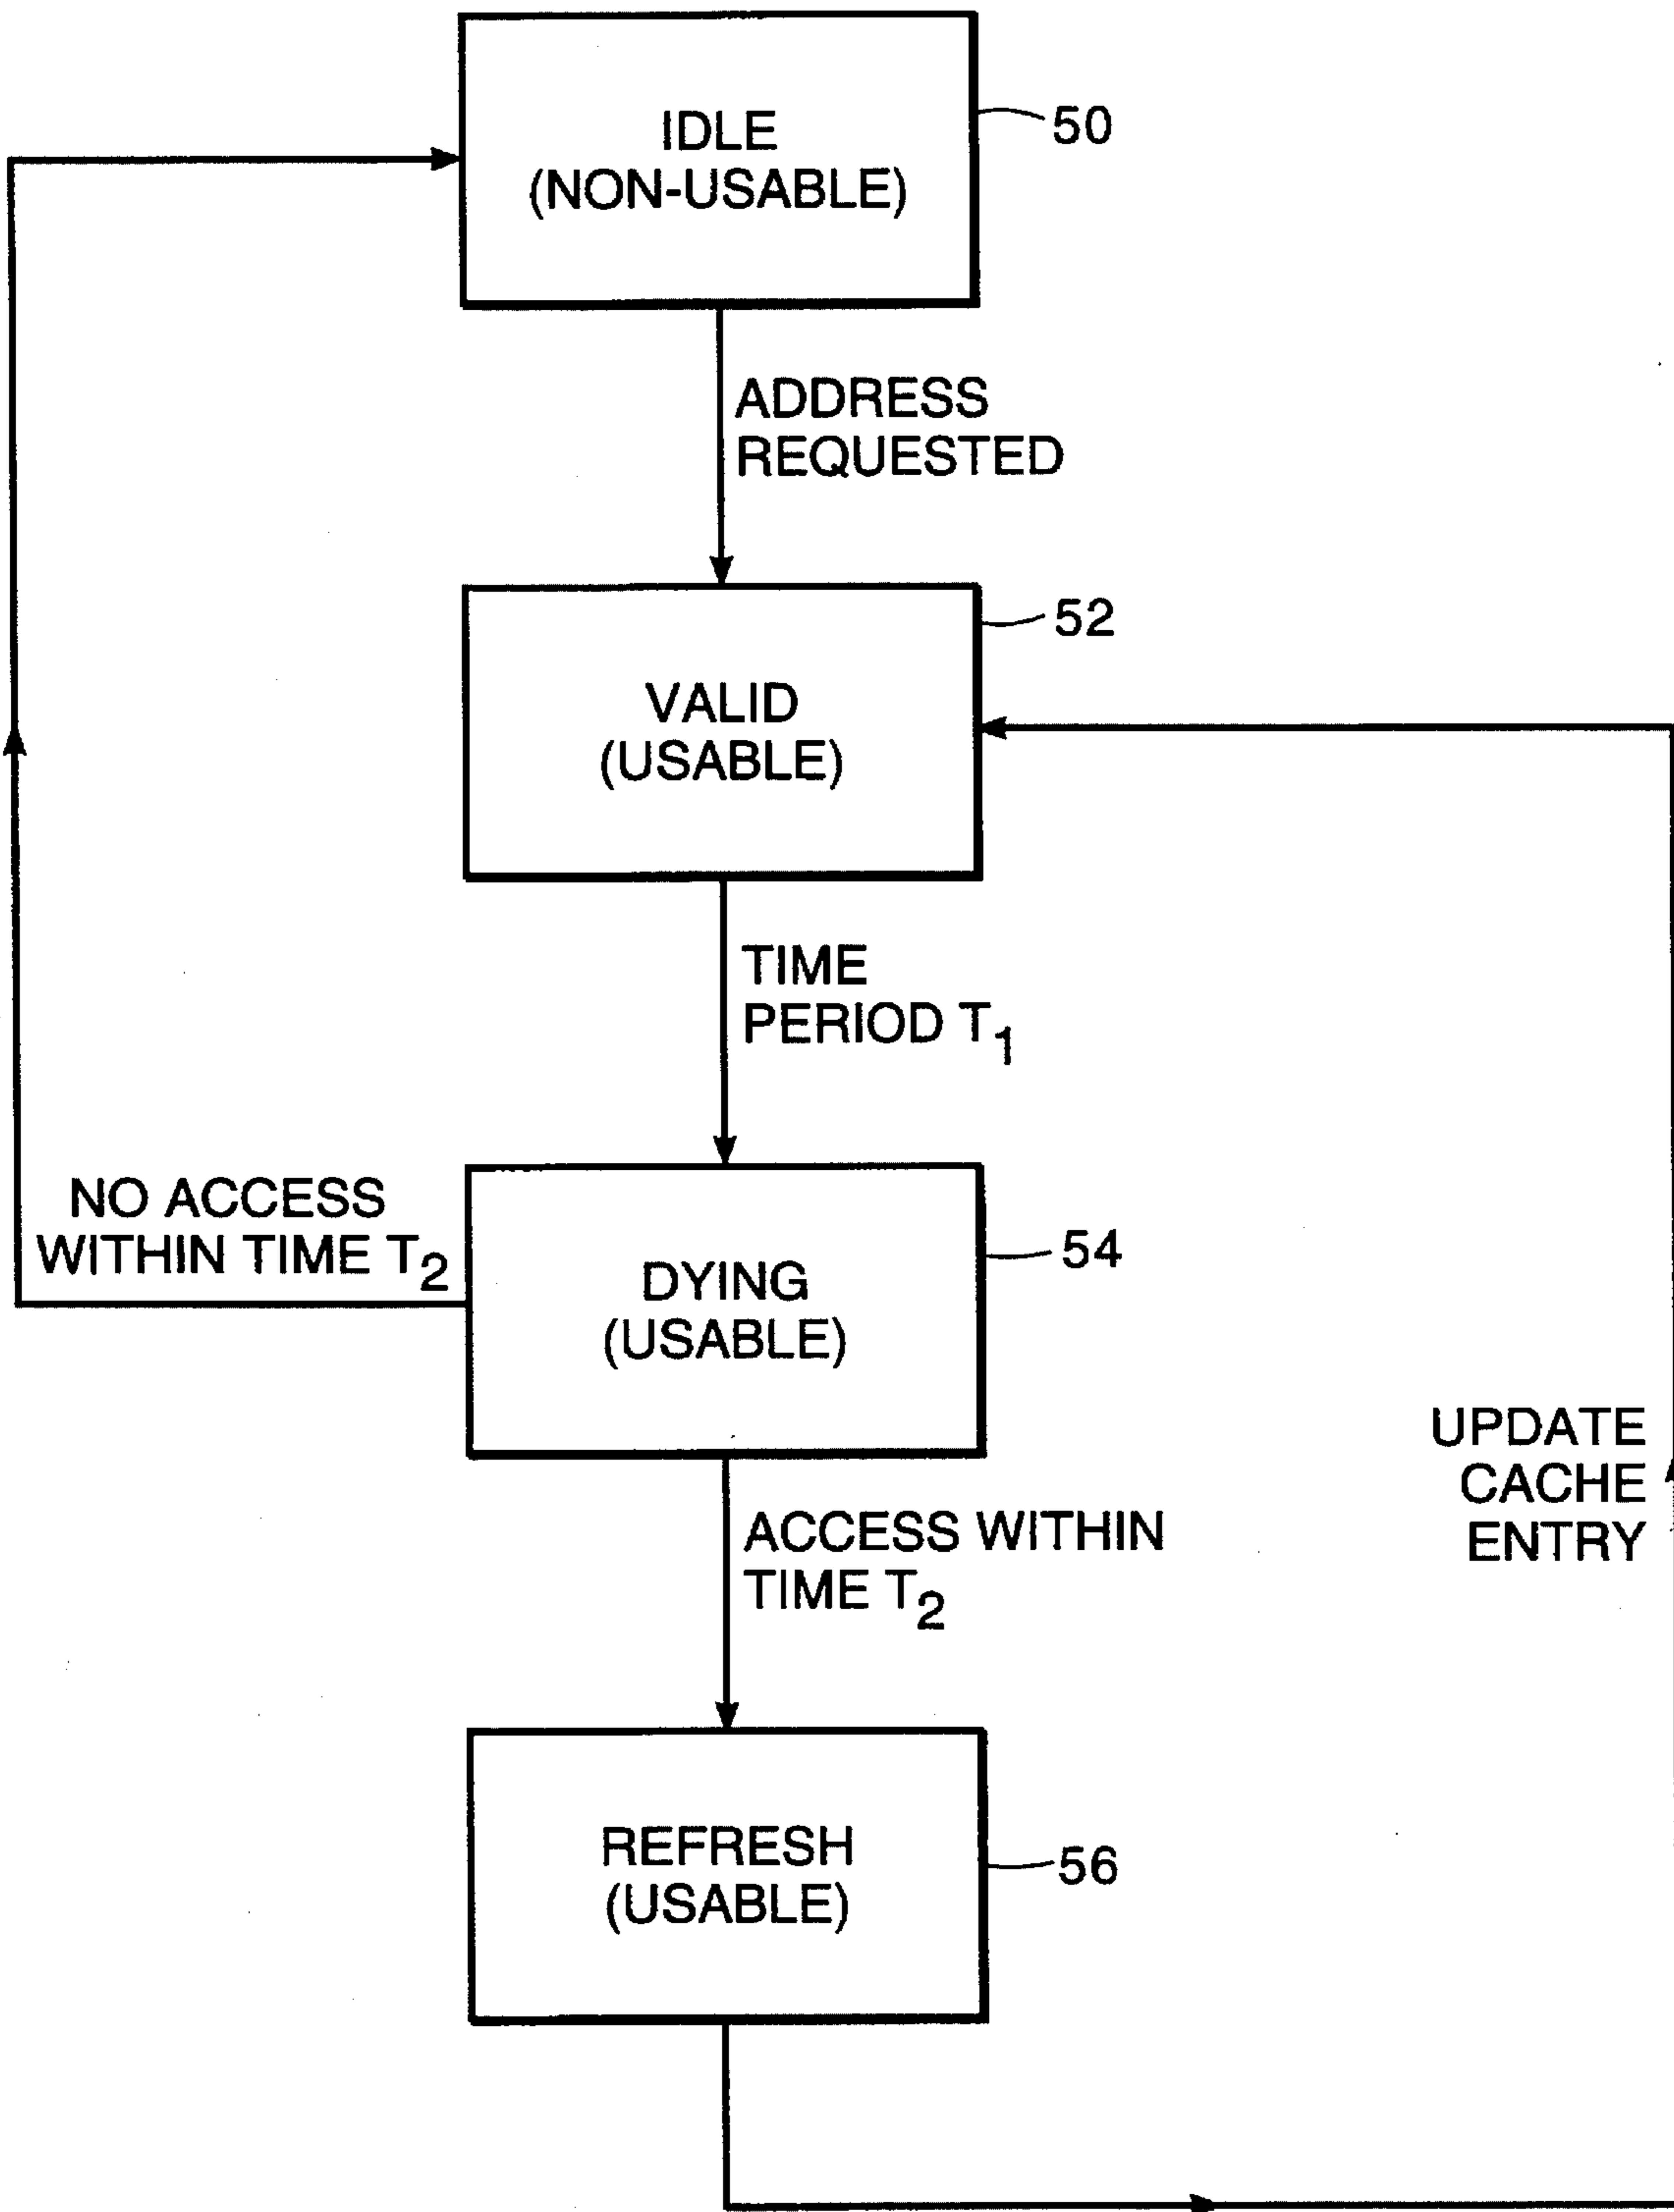 IDLE
(NON-USABLE)
50
ADDRESS
REQUESTED
VALID
(USABLE)
52
TIME
PERIOD T1
NO ACCESS
WITHIN TIME T2
DYING
(USABLE)
54
UPDATE
CACHE
ENTRY
ACCESS WITHIN
TIME T2
REFRESH
(USABLE)
56